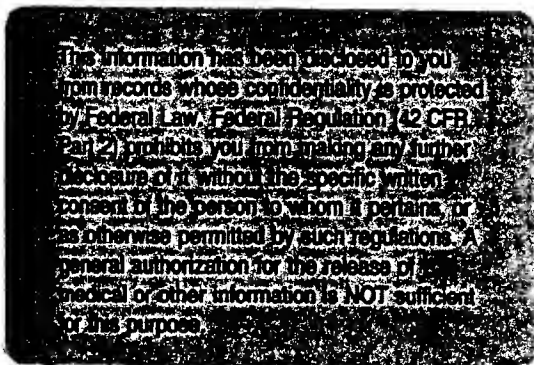 This information has been disclosed to you
from records whose confidentiality is protected
by Federal Law. Federal Regulation (42 CFR
Part 2) prohibits you from making any further
disclosure of it without the specific written
consent of the person to whom it pertains, or
as otherwise permitted by such regulations. A
general authorization for the release of
medical or other information is NOT sufficient
for this purpose